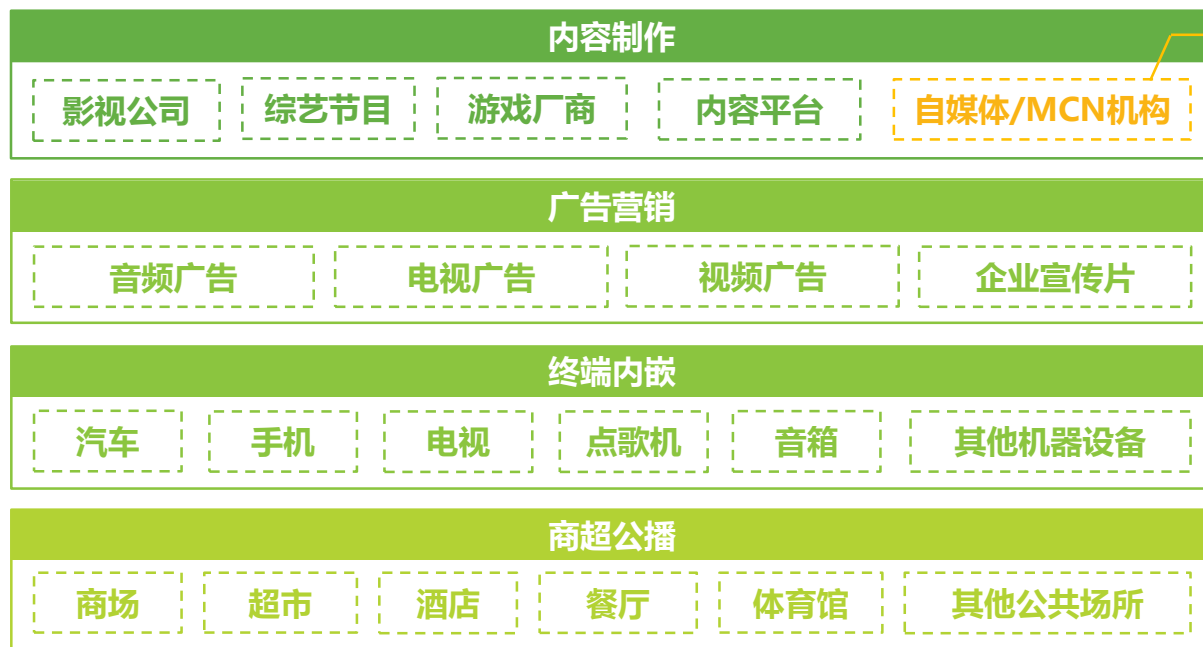 内容制作
影视公司 综艺节目 游戏厂商 内容平台 自媒体/MCN机构
广告营销
音频广告 电视广告 视频广告 企业宣传片
终端内嵌
汽车 手机 电视 点歌机 音箱 其他机器设备
商超公播
商场 超市 酒店 餐厅 体育馆 其他公共场所